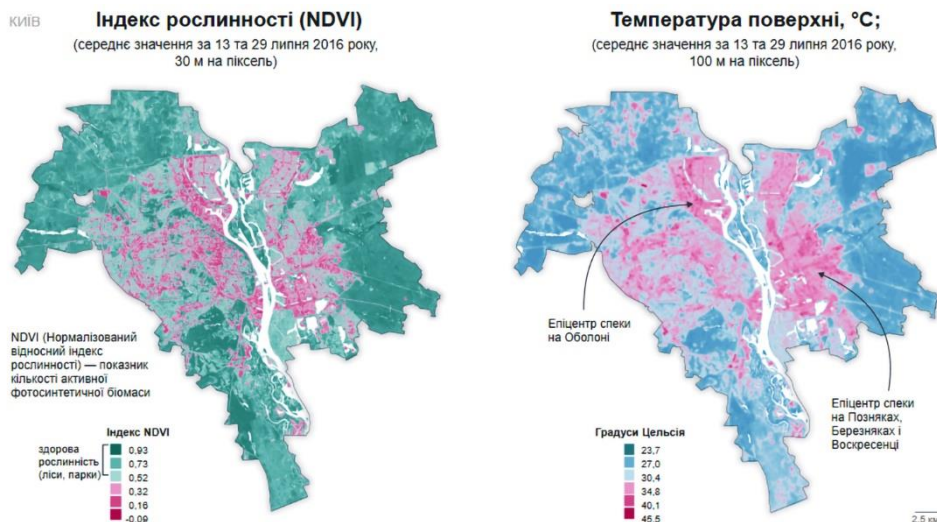 КИЇВ
Індекс рослинності (NDVI)
(середнє значення за 13 та 29 липня 2016 року,
30 м на піксель)
NDVI (Нормалізований
відносний індекс
рослинності) — показник
кількості активної
фотосинтетичної біомаси
Індекс NDVI
здорова
рослинність
(ліси, парки)
0,93
0,73
0,52
0,32
0,16
-0,09
Температура поверхні, °C;
(середнє значення за 13 та 29 липня 2016 року,
100 м на піксель)
Епіцентр спеки
на Оболоні
Епіцентр спеки
на Позняках,
Березняках і
Воскресенці
Градуси Цельсія
23,7
27,0
30,4
34,8
40,1
45,5
2,5 км